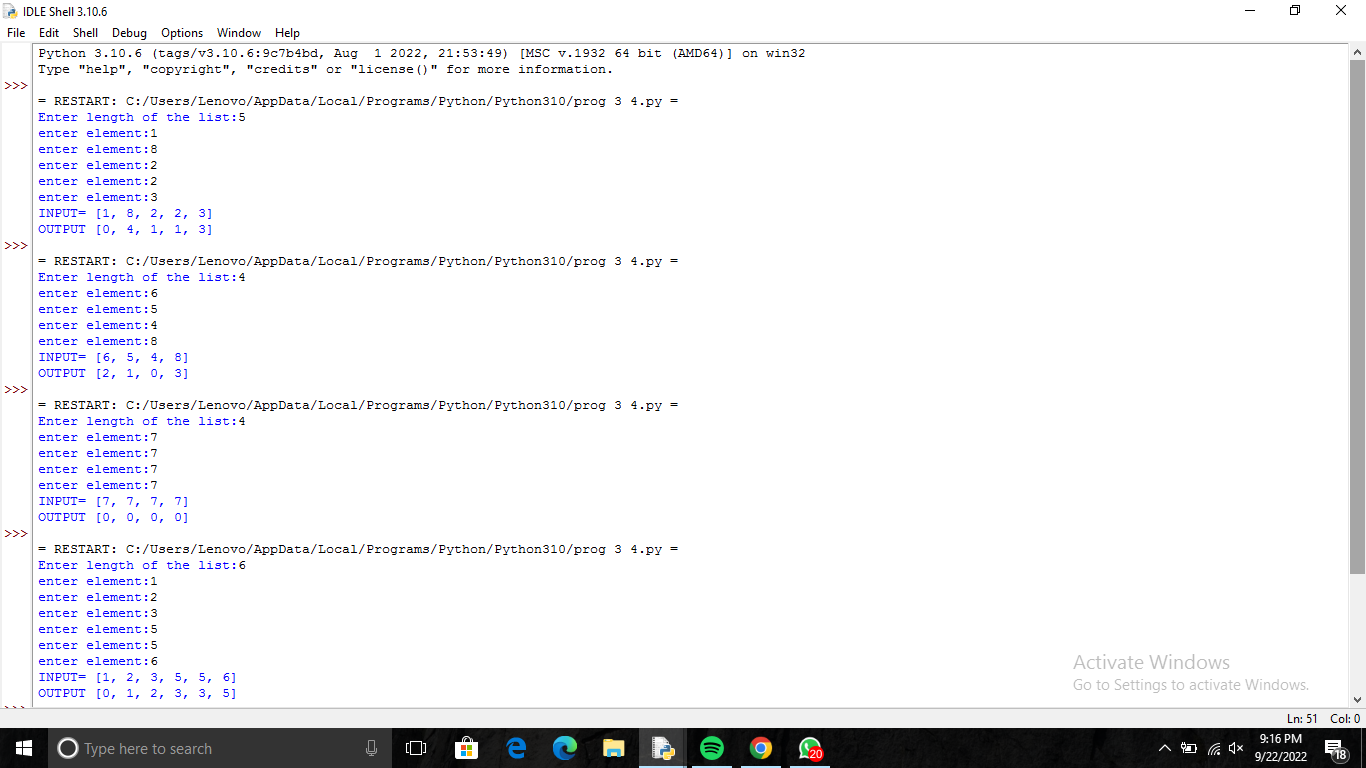 IDLE Shell 3.10.6
File Edit Shell Debug Options Window Help
Python 3.10.6 (tags/v3.10.6:9c7b4bd, Aug  1 2022, 21:53:49) [MSC v.1932 64 bit (AMD64)] on win32
Type "help", "copyright", "credits" or "license()" for more information.
>>>
= RESTART: C:/Users/Lenovo/AppData/Local/Programs/Python/Python310/prog 3 4.py =
Enter length of the list:5
enter element:1
enter element:8
enter element:2
enter element:2
enter element:3
INPUT= [1, 8, 2, 2, 3]
OUTPUT [0, 4, 1, 1, 3]
>>>
= RESTART: C:/Users/Lenovo/AppData/Local/Programs/Python/Python310/prog 3 4.py =
Enter length of the list:4
enter element:6
enter element:5
enter element:4
enter element:8
INPUT= [6, 5, 4, 8]
OUTPUT [2, 1, 0, 3]
>>>
= RESTART: C:/Users/Lenovo/AppData/Local/Programs/Python/Python310/prog 3 4.py =
Enter length of the list:4
enter element:7
enter element:7
enter element:7
enter element:7
INPUT= [7, 7, 7, 7]
OUTPUT [0, 0, 0, 0]
>>>
= RESTART: C:/Users/Lenovo/AppData/Local/Programs/Python/Python310/prog 3 4.py =
Enter length of the list:6
enter element:1
enter element:2
enter element:3
enter element:5
enter element:5
enter element:6
INPUT= [1, 2, 3, 5, 5, 6]
OUTPUT [0, 1, 2, 3, 3, 5]
>>>
Activate Windows
Go to Settings to activate Windows.
Ln: 51 Col: 0
Type here to search
20
9:16 PM
9/22/2022
18